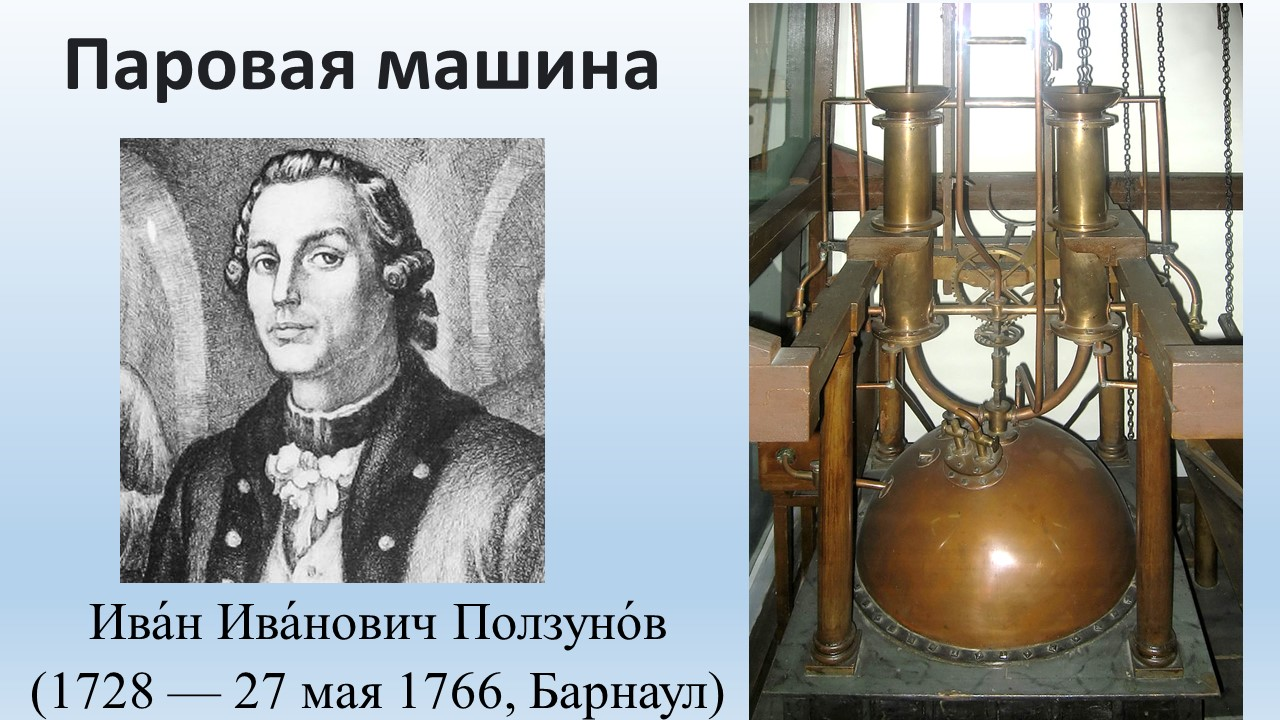 Паровая машина
Ива́н Ива́нович Ползуно́в
(1728 — 27 мая 1766, Барнаул)